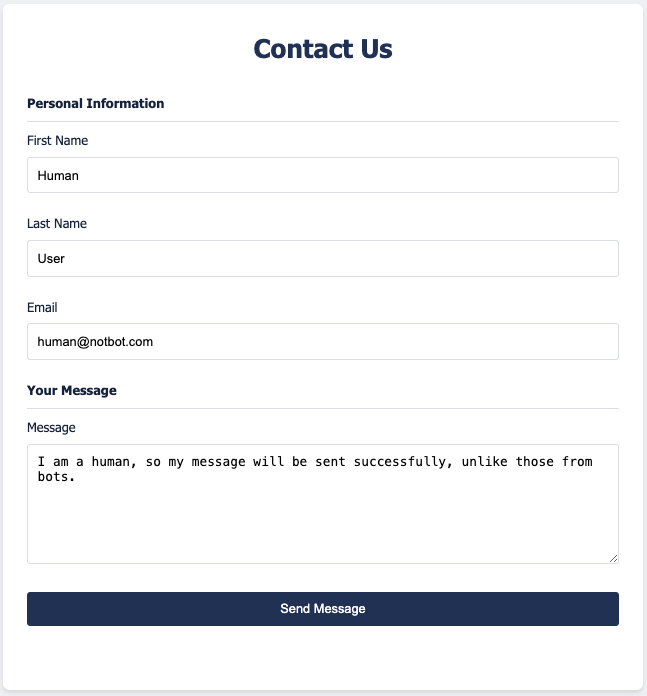 Contact Us
Personal Information
First Name
Human
Last Name
User
Email
human@notbot.com
Your Message
Message
I am a human, so my message will be sent successfully, unlike those from
bots.
Send Message